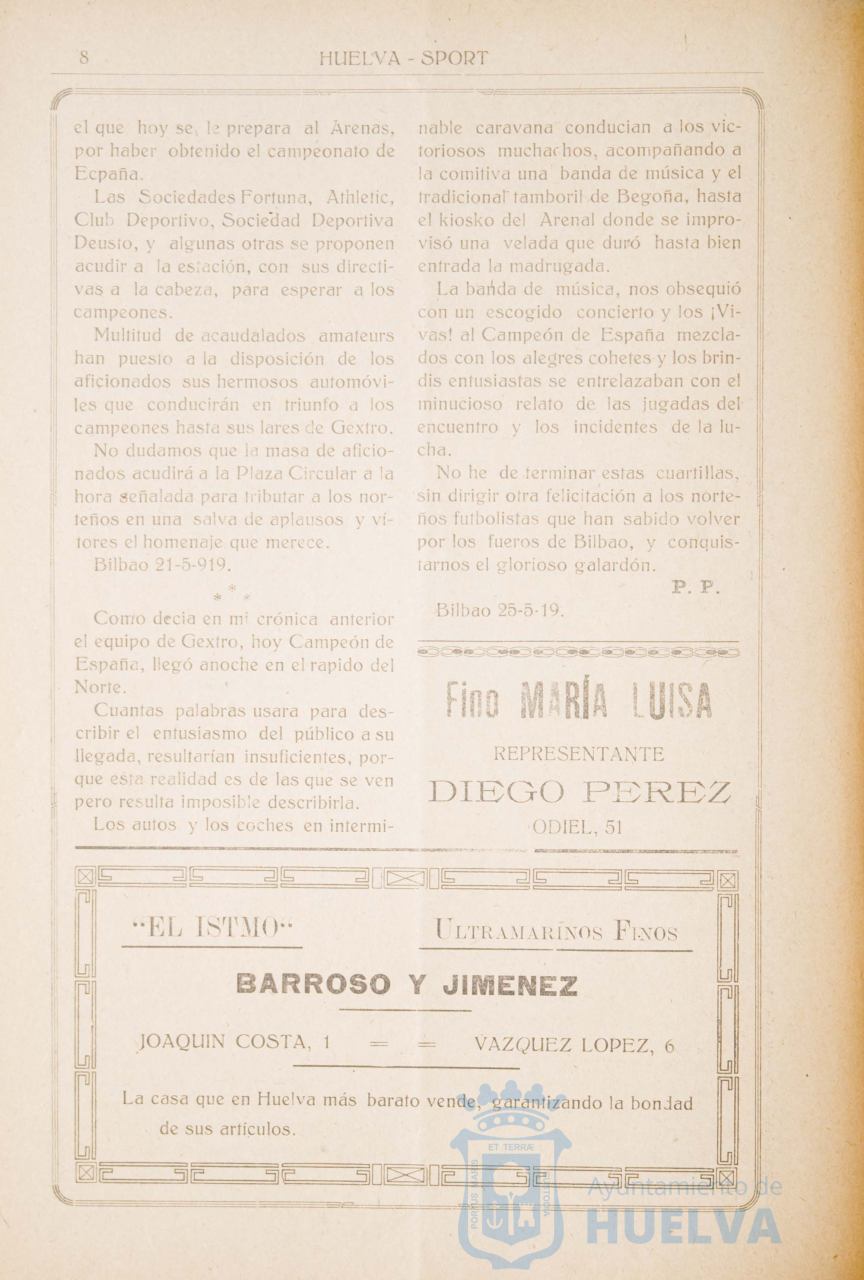 8
HUELVA - SPORT
el que hoy se le prepara al Arenas,
por haber obtenido el campeonato de
Ecpaña.
Las Sociedades Fortuna, Athletic,
Club Deportivo, Sociedad Deportiva
Deusto, y algunas otras se proponen
acudir a la estación, con sus directi-
vas a la cabeza, para esperar a los
campeones.
Multitud de acaudalados amateurs
han puesto a la disposición de los
aficionados sus hermosos automóvi-
les que conducirán en triunfo a los
campeones hasta sus lares de Gextro.
No dudamos que la masa de aficio-
nados acudirá a la Plaza Circular a la
hora señalada para tributar a los nor-
teños en una salva de aplausos y ví-
tores el homenaje que merece.
Bilbao 21-5-919.
* * *
Como decia en mi crónica anterior
el equipo de Gextro, hoy Campeón de
España, llegó anoche en el rapido del
Norte.
Cuantas palabras usara para des-
cribir el entusiasmo del público a su
llegada, resultarían insuficientes, por-
que esta realidad es de las que se ven
pero resulta imposible describirla.
Los autos y los coches en intermi-
nable caravana conducian a los vic-
toriosos muchachos, acompañando a
la comitiva una banda de música y el
tradicional tamboril de Begoña, hasta
el kiosko del Arenal donde se impro-
visó una velada que duró hasta bien
entrada la madrugada.
La banda de música, nos obsequió
con un escogido concierto y los ¡Vi-
vas! al Campeón de España mezcla-
dos con los alegres cohetes y los brin-
dis entusiastas se entrelazaban con el
minucioso relato de las jugadas del
encuentro y los incidentes de la lu-
cha.
No he de terminar estas cuartillas,
sin dirigir otra felicitación a los norte-
ños futbolistas que han sabido volver
por los fueros de Bilbao, y conquis-
tarnos el glorioso galardón.
P. P.
Bilbao 25-5-19.
Fino MARÍA LUISA
REPRESENTANTE
DIEGO PEREZ
ODIEL, 51
"EL ISTMO"
ULTRAMARINOS FINOS
BARROSO Y JIMENEZ
JOAQUIN COSTA, 1 = = VAZQUEZ LOPEZ, 6
La casa que en Huelva más barato vende, garantizando la bondad
de sus artículos.
ET TERRÆ
PORTUS MARIS
CUSTODIA
Ayuntamiento de
HUELVA